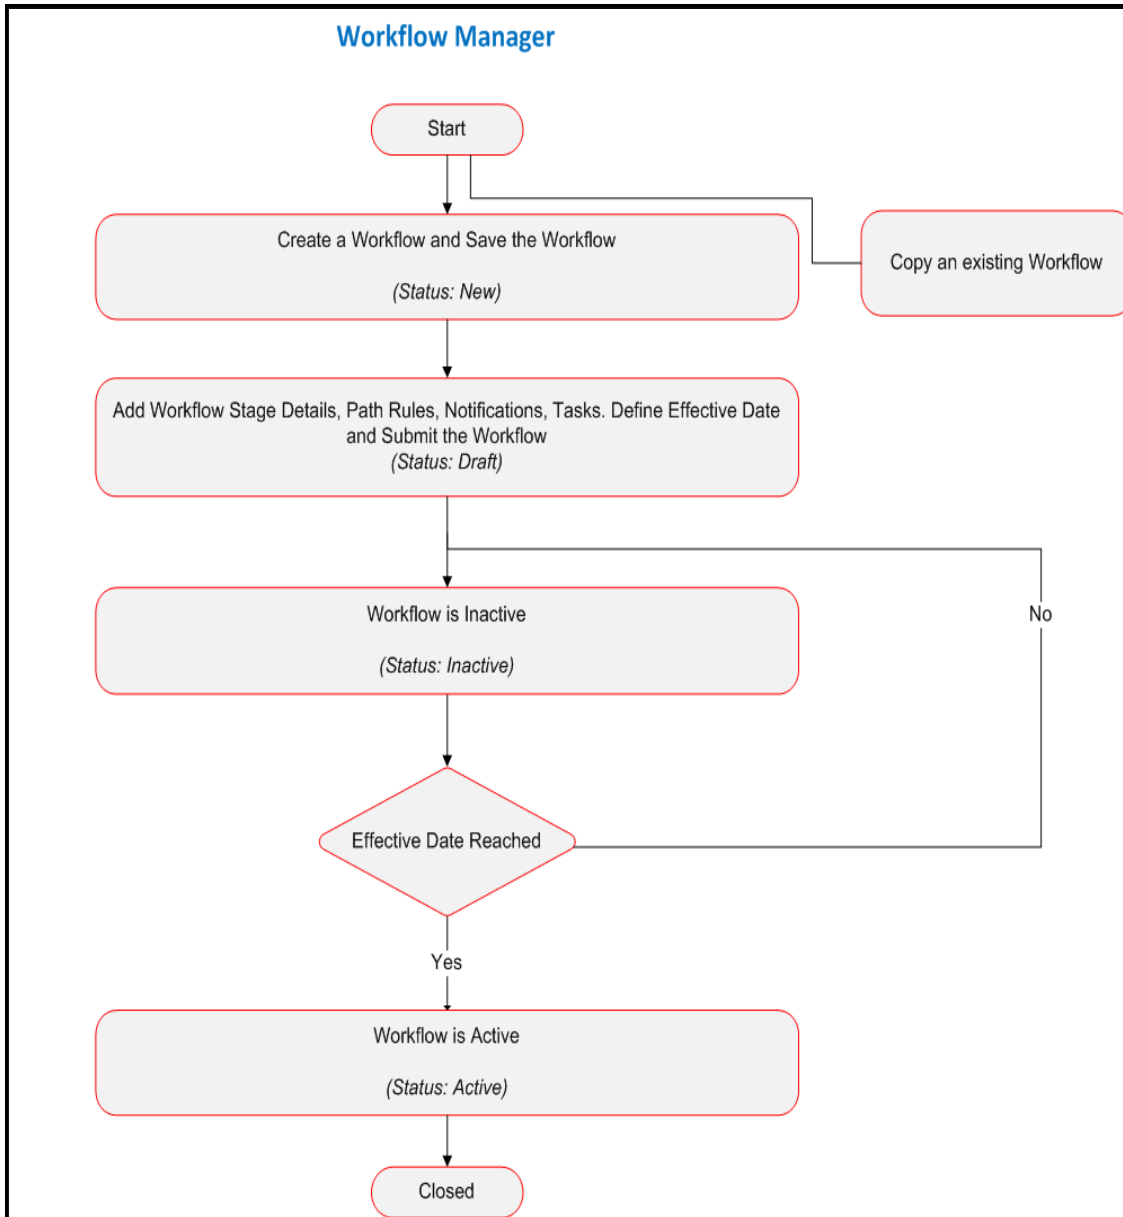 Workflow Manager
Start
Create a Workflow and Save the Workflow
(Status: New)
Copy an existing Workflow
Add Workflow Stage Details, Path Rules, Notifications, Tasks. Define Effective Date
and Submit the Workflow
(Status: Draft)
Workflow is Inactive
(Status: Inactive)
No
Effective Date Reached
Yes
Workflow is Active
(Status: Active)
Closed